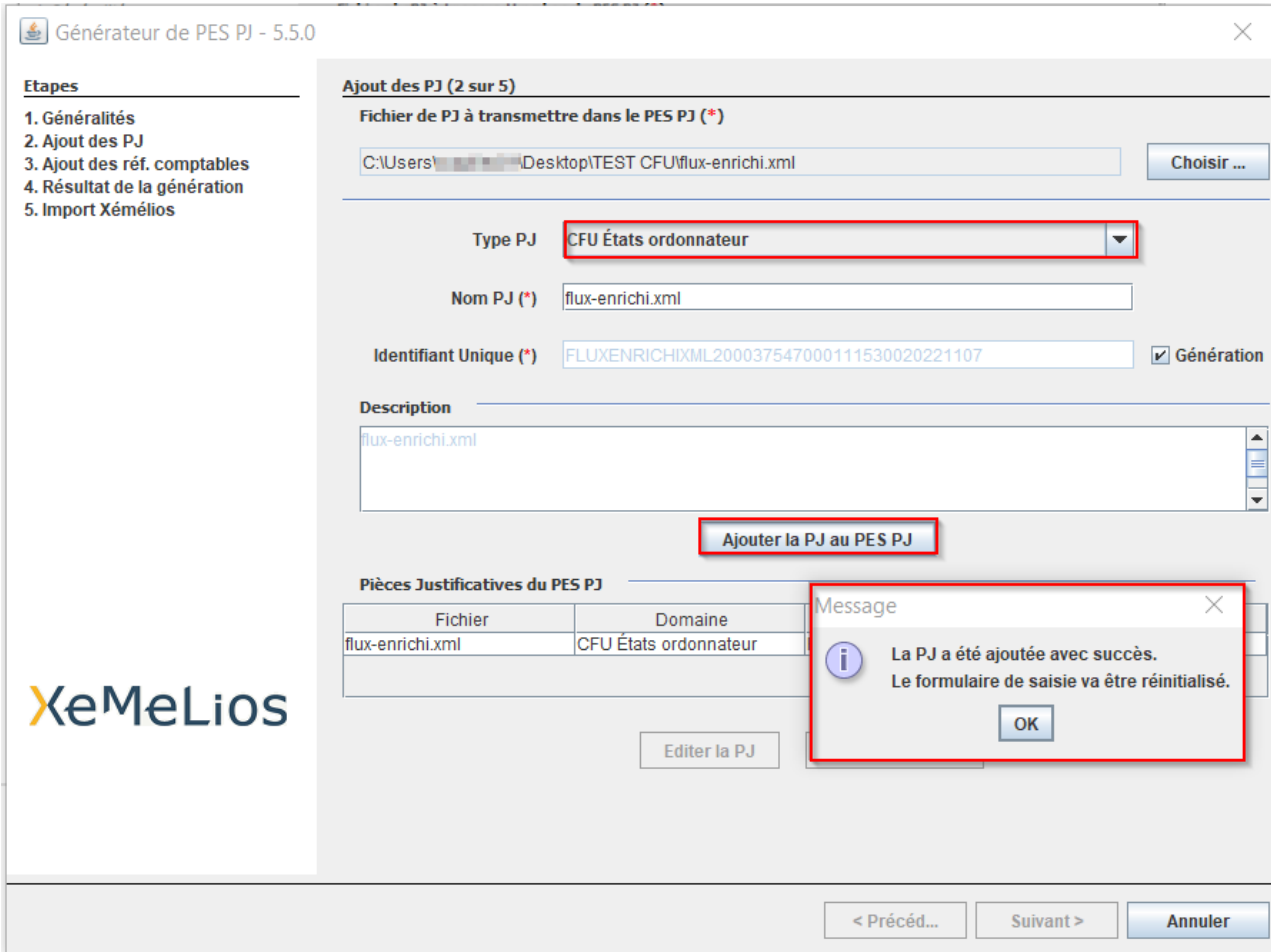 Générateur de PES PJ - 5.5.0
Etapes
1. Généralités
2. Ajout des PJ
3. Ajout des réf. comptables
4. Résultat de la génération
5. Import Xémélios
XeMeLios
Ajout des PJ (2 sur 5)
Fichier de PJ à transmettre dans le PES PJ (*)
C:\Users\ \Desktop\TEST CFU\flux-enrichi.xml
Choisir ...
Type PJ
CFU États ordonnateur
Nom PJ (*)
flux-enrichi.xml
Identifiant Unique (*)
FLUXENRICHIXML200037547000111530020221107
Génération
Description
flux-enrichi.xml
Ajouter la PJ au PES PJ
Pièces Justificatives du PES PJ
Fichier Domaine
flux-enrichi.xml CFU États ordonnateur
Message
La PJ a été ajoutée avec succès.
Le formulaire de saisie va être réinitialisé.
OK
Editer la PJ
< Précéd...
Suivant >
Annuler